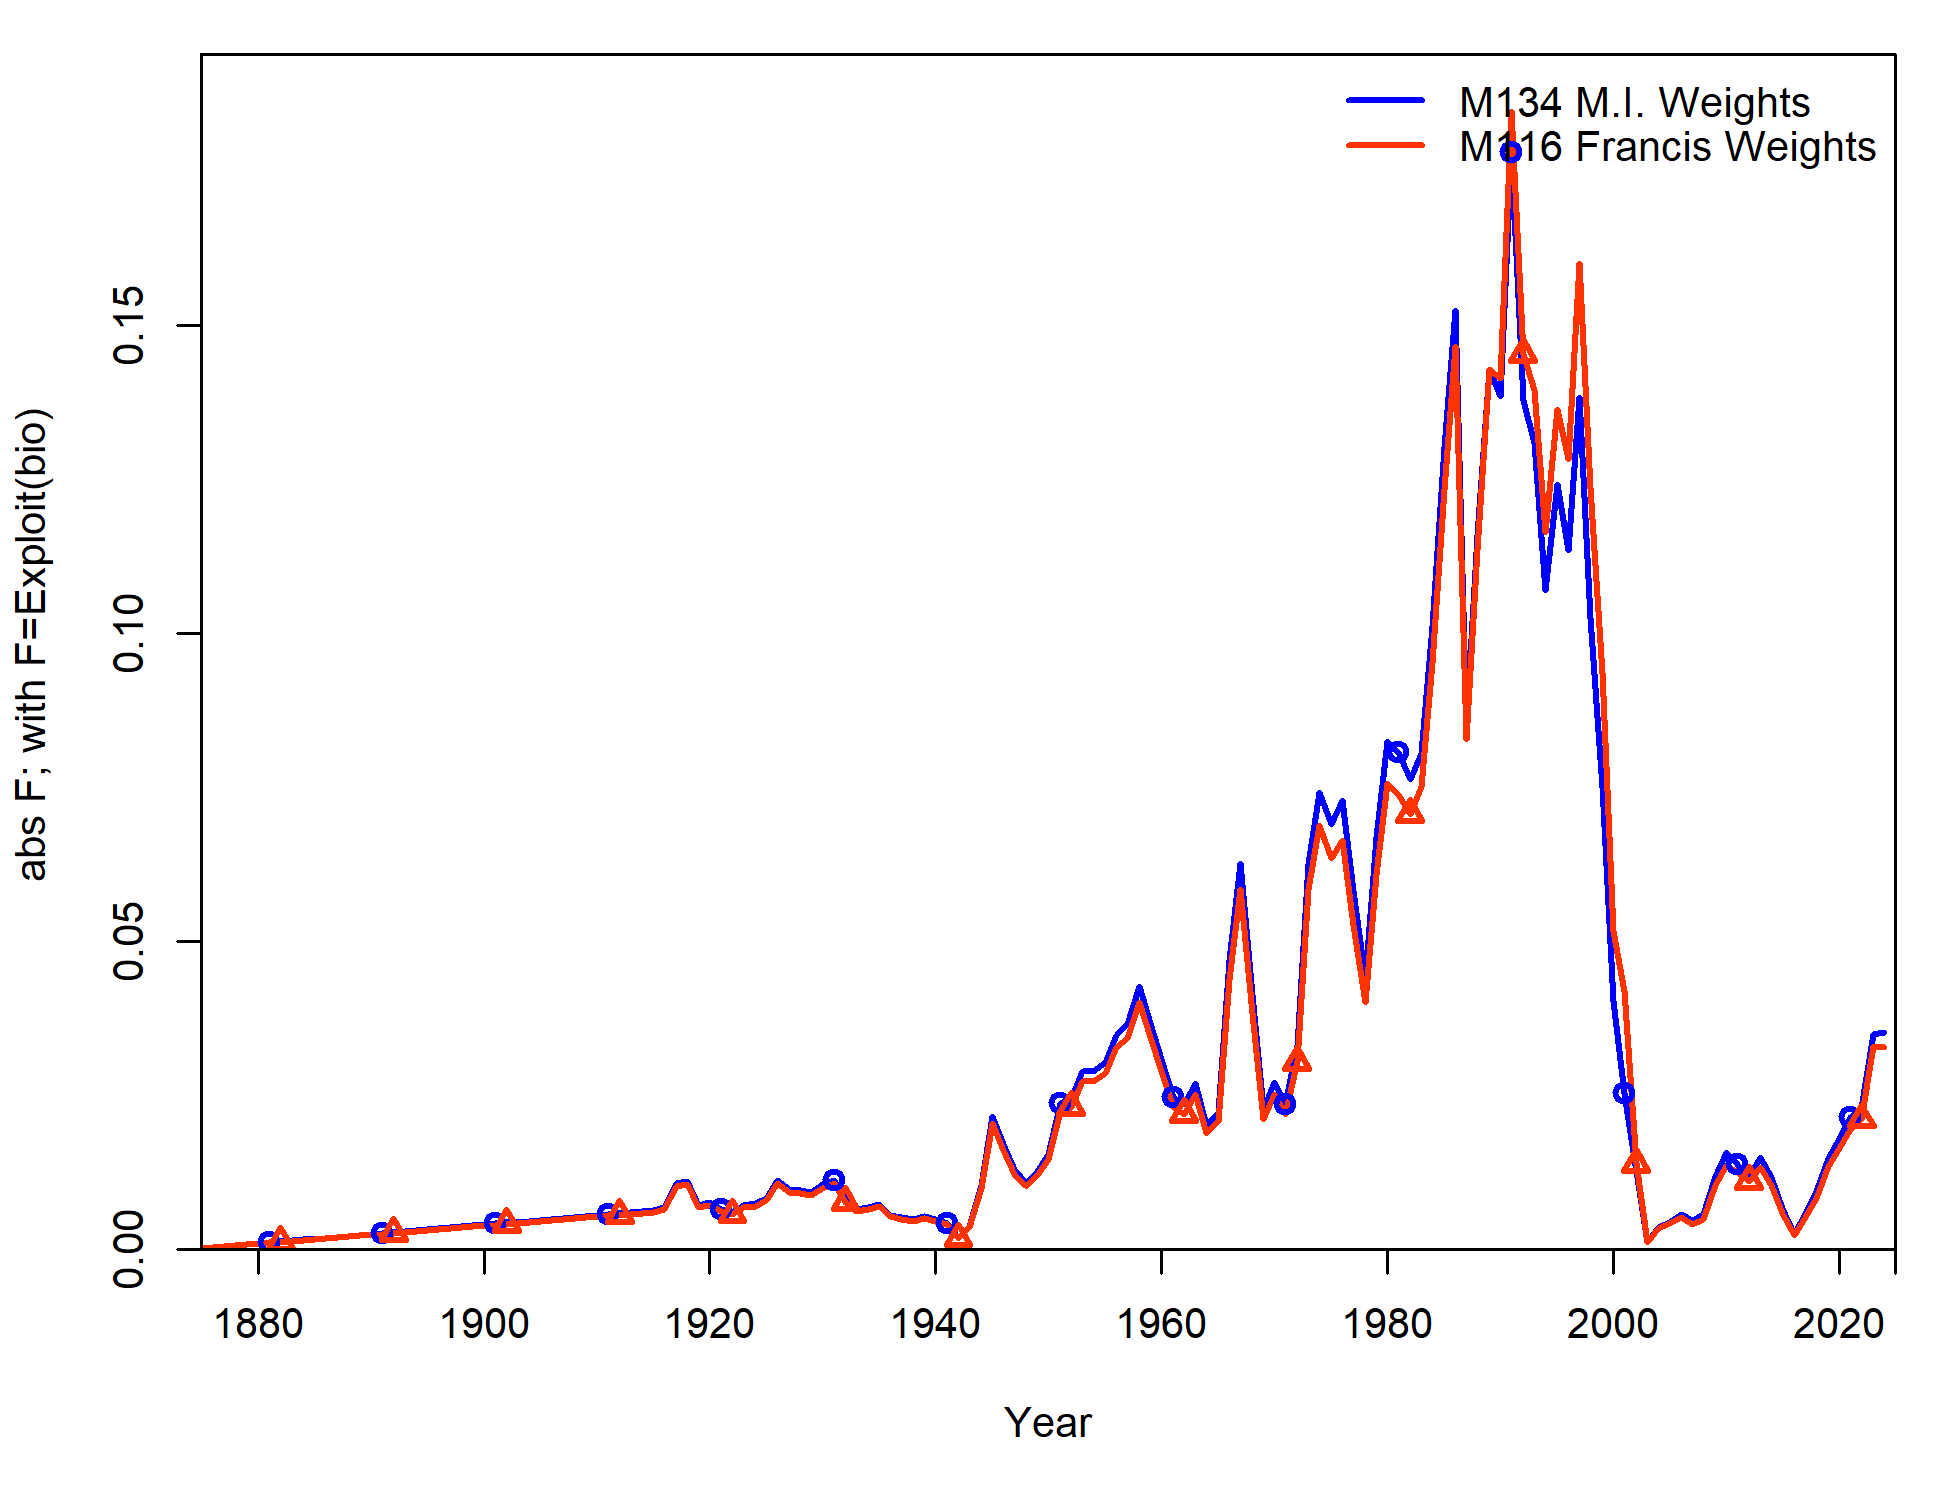 M134 M.I. Weights
M116 Francis Weights
abs F; with F=Exploit(bio)
0.15
0.10
0.05
0.00
1880 1900 1920 1940 1960 1980 2000 2020
Year